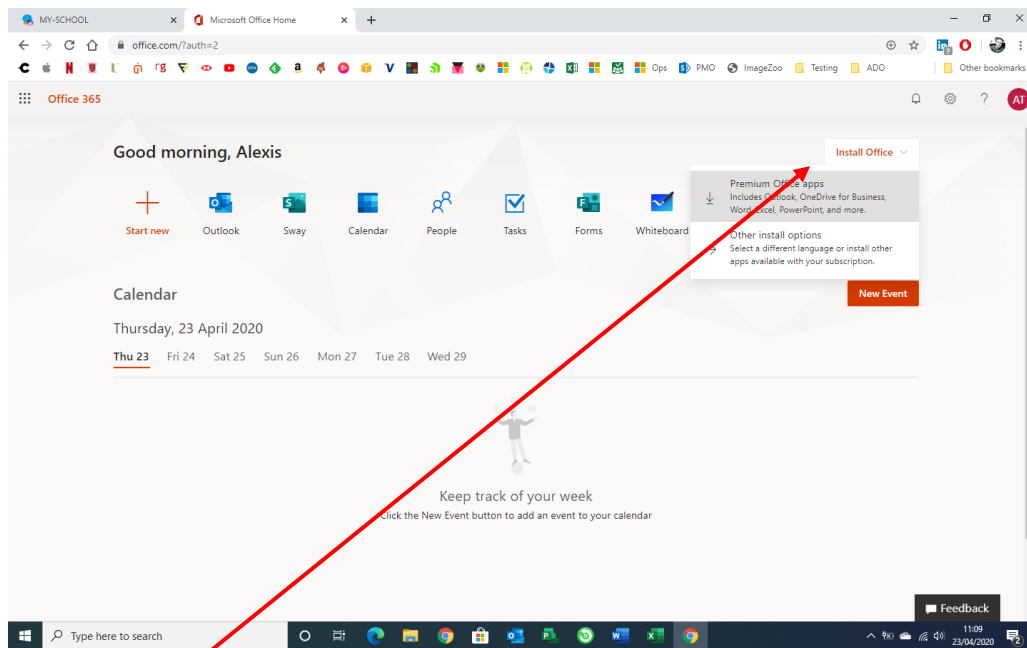 MY-SCHOOL
Microsoft Office Home
office.com/?auth=2
Ops
PMO
ImageZoo
Testing
ADO
Other bookmarks
Office 365
AT
Good morning, Alexis
Install Office
Premium Office apps
Includes Outlook, OneDrive for Business,
Word, Excel, PowerPoint, and more.
Other install options
Select a different language or install other
apps available with your subscription.
Start new
Outlook
Sway
Calendar
People
Tasks
Forms
Whiteboard
Calendar
New Event
Thursday, 23 April 2020
Thu 23
Fri 24
Sat 25
Sun 26
Mon 27
Tue 28
Wed 29
Keep track of your week
Click the New Event button to add an event to your calendar
Feedback
Type here to search
11:09
23/04/2020
2